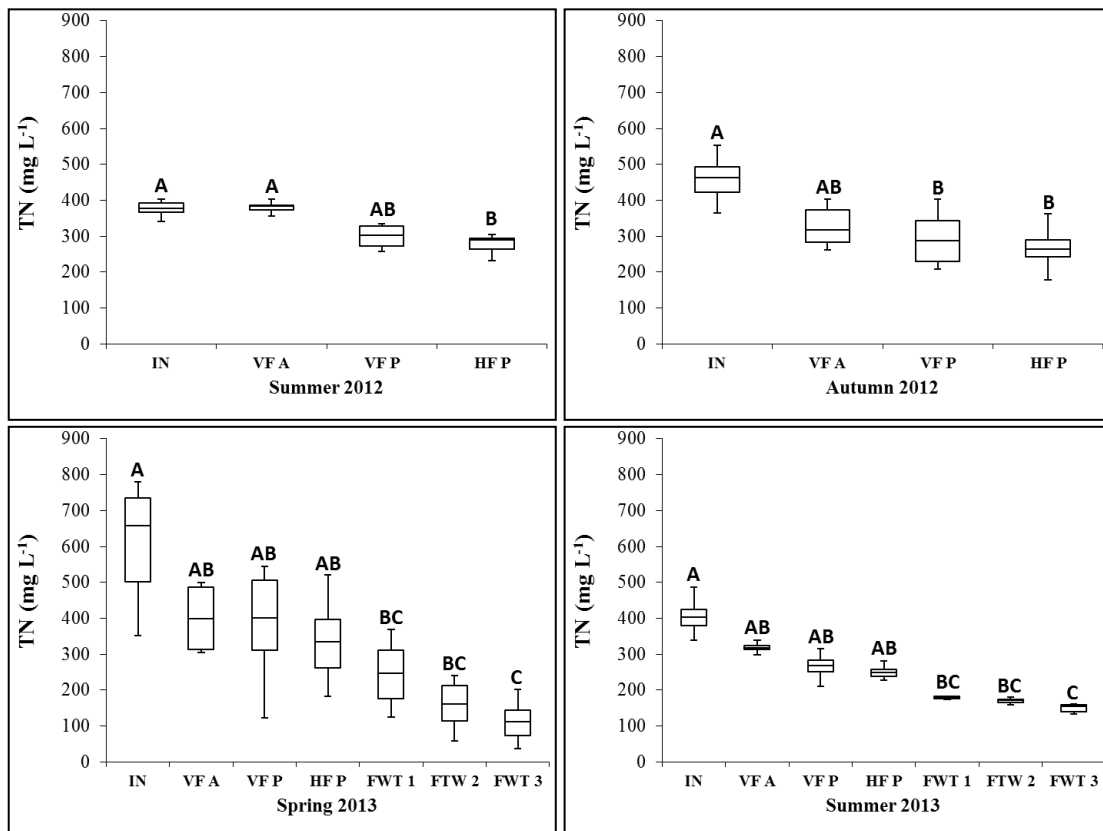 900
800
700
600
500
400
300
200
100
0
TN (mg L⁻¹)
A
A
AB
B
IN VF A VF P HF P
Summer 2012
900
800
700
600
500
400
300
200
100
0
TN (mg L⁻¹)
A
AB
B
B
IN VF A VF P HF P
Autumn 2012
900
800
700
600
500
400
300
200
100
0
TN (mg L⁻¹)
A
AB
AB
AB
BC
BC
C
IN VF A VF P HF P FWT 1 FTW 2 FWT 3
Spring 2013
900
800
700
600
500
400
300
200
100
0
TN (mg L⁻¹)
A
AB
AB
AB
BC
BC
C
IN VF A VF P HF P FWT 1 FTW 2 FWT 3
Summer 2013